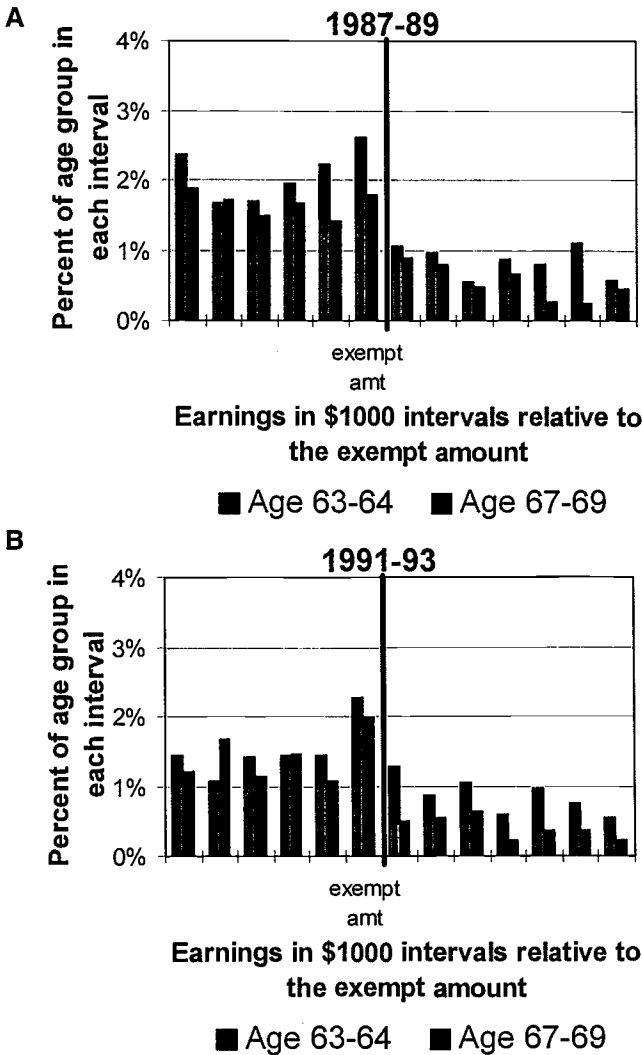 A
1987-89
Percent of age group in
each interval
4%
3%
2%
1%
0%
exempt
amt
Earnings in $1000 intervals relative to
the exempt amount
Age 63-64 Age 67-69
B
1991-93
Percent of age group in
each interval
4%
3%
2%
1%
0%
exempt
amt
Earnings in $1000 intervals relative to
the exempt amount
Age 63-64 Age 67-69